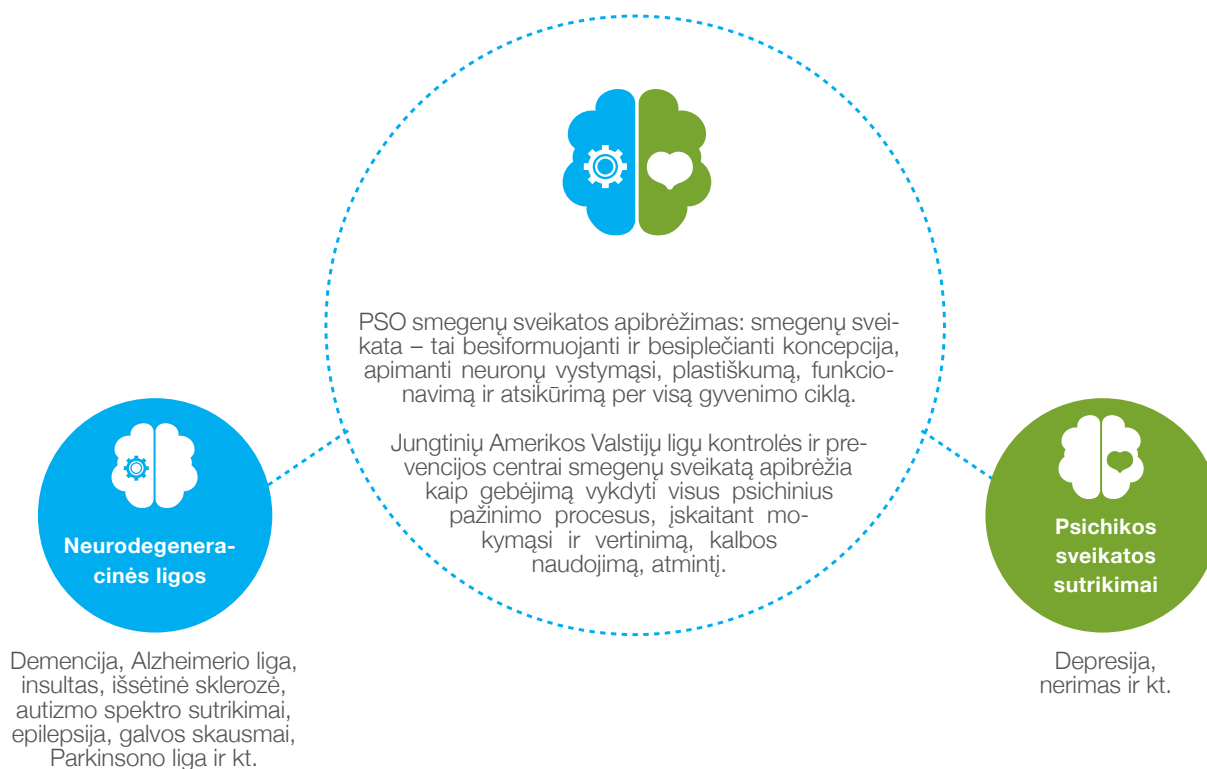 PSO smegenų sveikatos apibrėžimas: smegenų svei-
kata – tai besiformuojanti ir besiplečianti koncepcija,
apimanti neuronų vystymąsi, plastiškumą, funkcio-
navimą ir atsikūrimą per visą gyvenimo ciklą.
Jungtinių Amerikos Valstijų ligų kontrolės ir pre-
vencijos centrai smegenų sveikatą apibrėžia
kaip gebėjimą vykdyti visus psichinius
pažinimo procesus, įskaitant mo-
kymąsi ir vertinimą, kalbos
naudojimą, atmintį.
Neurodegenera-
cinės ligos
Demencija, Alzheimerio liga,
insultas, išsėtinė sklerozė,
autizmo spektro sutrikimai,
epilepsija, galvos skausmai,
Parkinsono liga ir kt.
Psichikos
sveikatos
sutrikimai
Depresija,
nerimas ir kt.